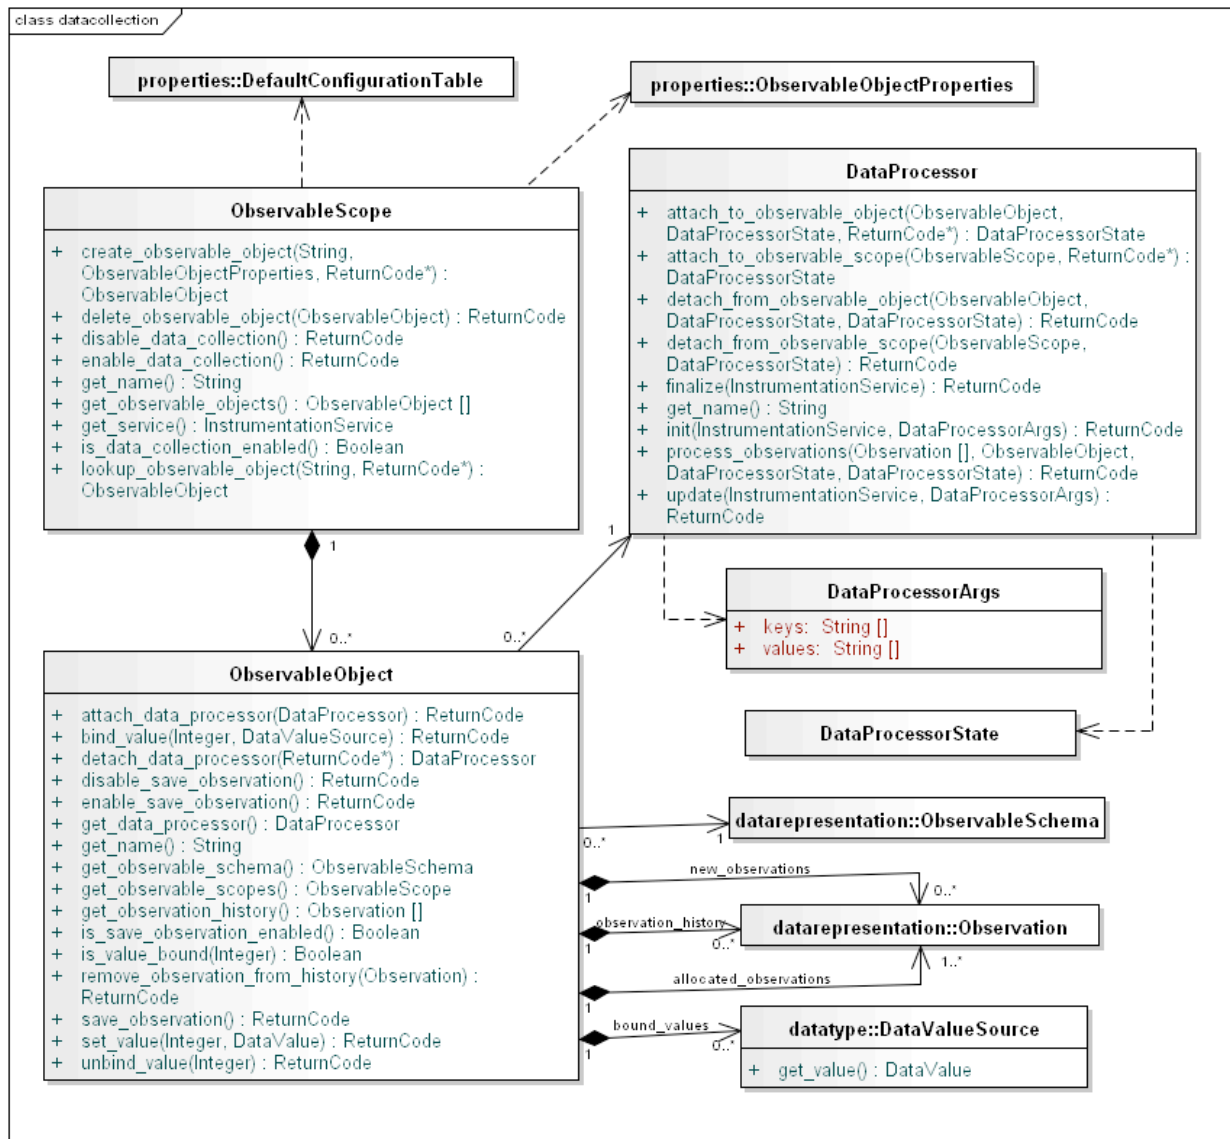 class datacollection
properties::DefaultConfigurationTable
properties::ObservableObjectProperties
ObservableScope
+ create_observable_object(String,
ObservableObjectProperties, ReturnCode*) :
ObservableObject
+ delete_observable_object(ObservableObject) : ReturnCode
+ disable_data_collection() : ReturnCode
+ enable_data_collection() : ReturnCode
+ get_name() : String
+ get_observable_objects() : ObservableObject []
+ get_service() : InstrumentationService
+ is_data_collection_enabled() : Boolean
+ lookup_observable_object(String, ReturnCode*) :
ObservableObject
DataProcessor
+ attach_to_observable_object(ObservableObject,
DataProcessorState, ReturnCode*) : DataProcessorState
+ attach_to_observable_scope(ObservableScope, ReturnCode*) :
DataProcessorState
+ detach_from_observable_object(ObservableObject,
DataProcessorState, DataProcessorState) : ReturnCode
+ detach_from_observable_scope(ObservableScope,
DataProcessorState) : ReturnCode
+ finalize(InstrumentationService) : ReturnCode
+ get_name() : String
+ init(InstrumentationService, DataProcessorArgs) : ReturnCode
+ process_observations(Observation [], ObservableObject,
DataProcessorState, DataProcessorState) : ReturnCode
+ update(InstrumentationService, DataProcessorArgs) :
ReturnCode
1
0..*
0..*
1
DataProcessorArgs
+ keys: String []
+ values: String []
DataProcessorState
ObservableObject
+ attach_data_processor(DataProcessor) : ReturnCode
+ bind_value(Integer, DataValueSource) : ReturnCode
+ detach_data_processor(ReturnCode*) : DataProcessor
+ disable_save_observation() : ReturnCode
+ enable_save_observation() : ReturnCode
+ get_data_processor() : DataProcessor
+ get_name() : String
+ get_observable_schema() : ObservableSchema
+ get_observable_scopes() : ObservableScope
+ get_observation_history() : Observation []
+ is_save_observation_enabled() : Boolean
+ is_value_bound(Integer) : Boolean
+ remove_observation_from_history(Observation) :
ReturnCode
+ save_observation() : ReturnCode
+ set_value(Integer, DataValue) : ReturnCode
+ unbind_value(Integer) : ReturnCode
0..*
1
datarepresentation::ObservableSchema
new_observations
1
0..*
observation_history
1
0..*
datarepresentation::Observation
allocated_observations
1
1..*
bound_values
1
0..*
datatype::DataValueSource
+ get_value() : DataValue